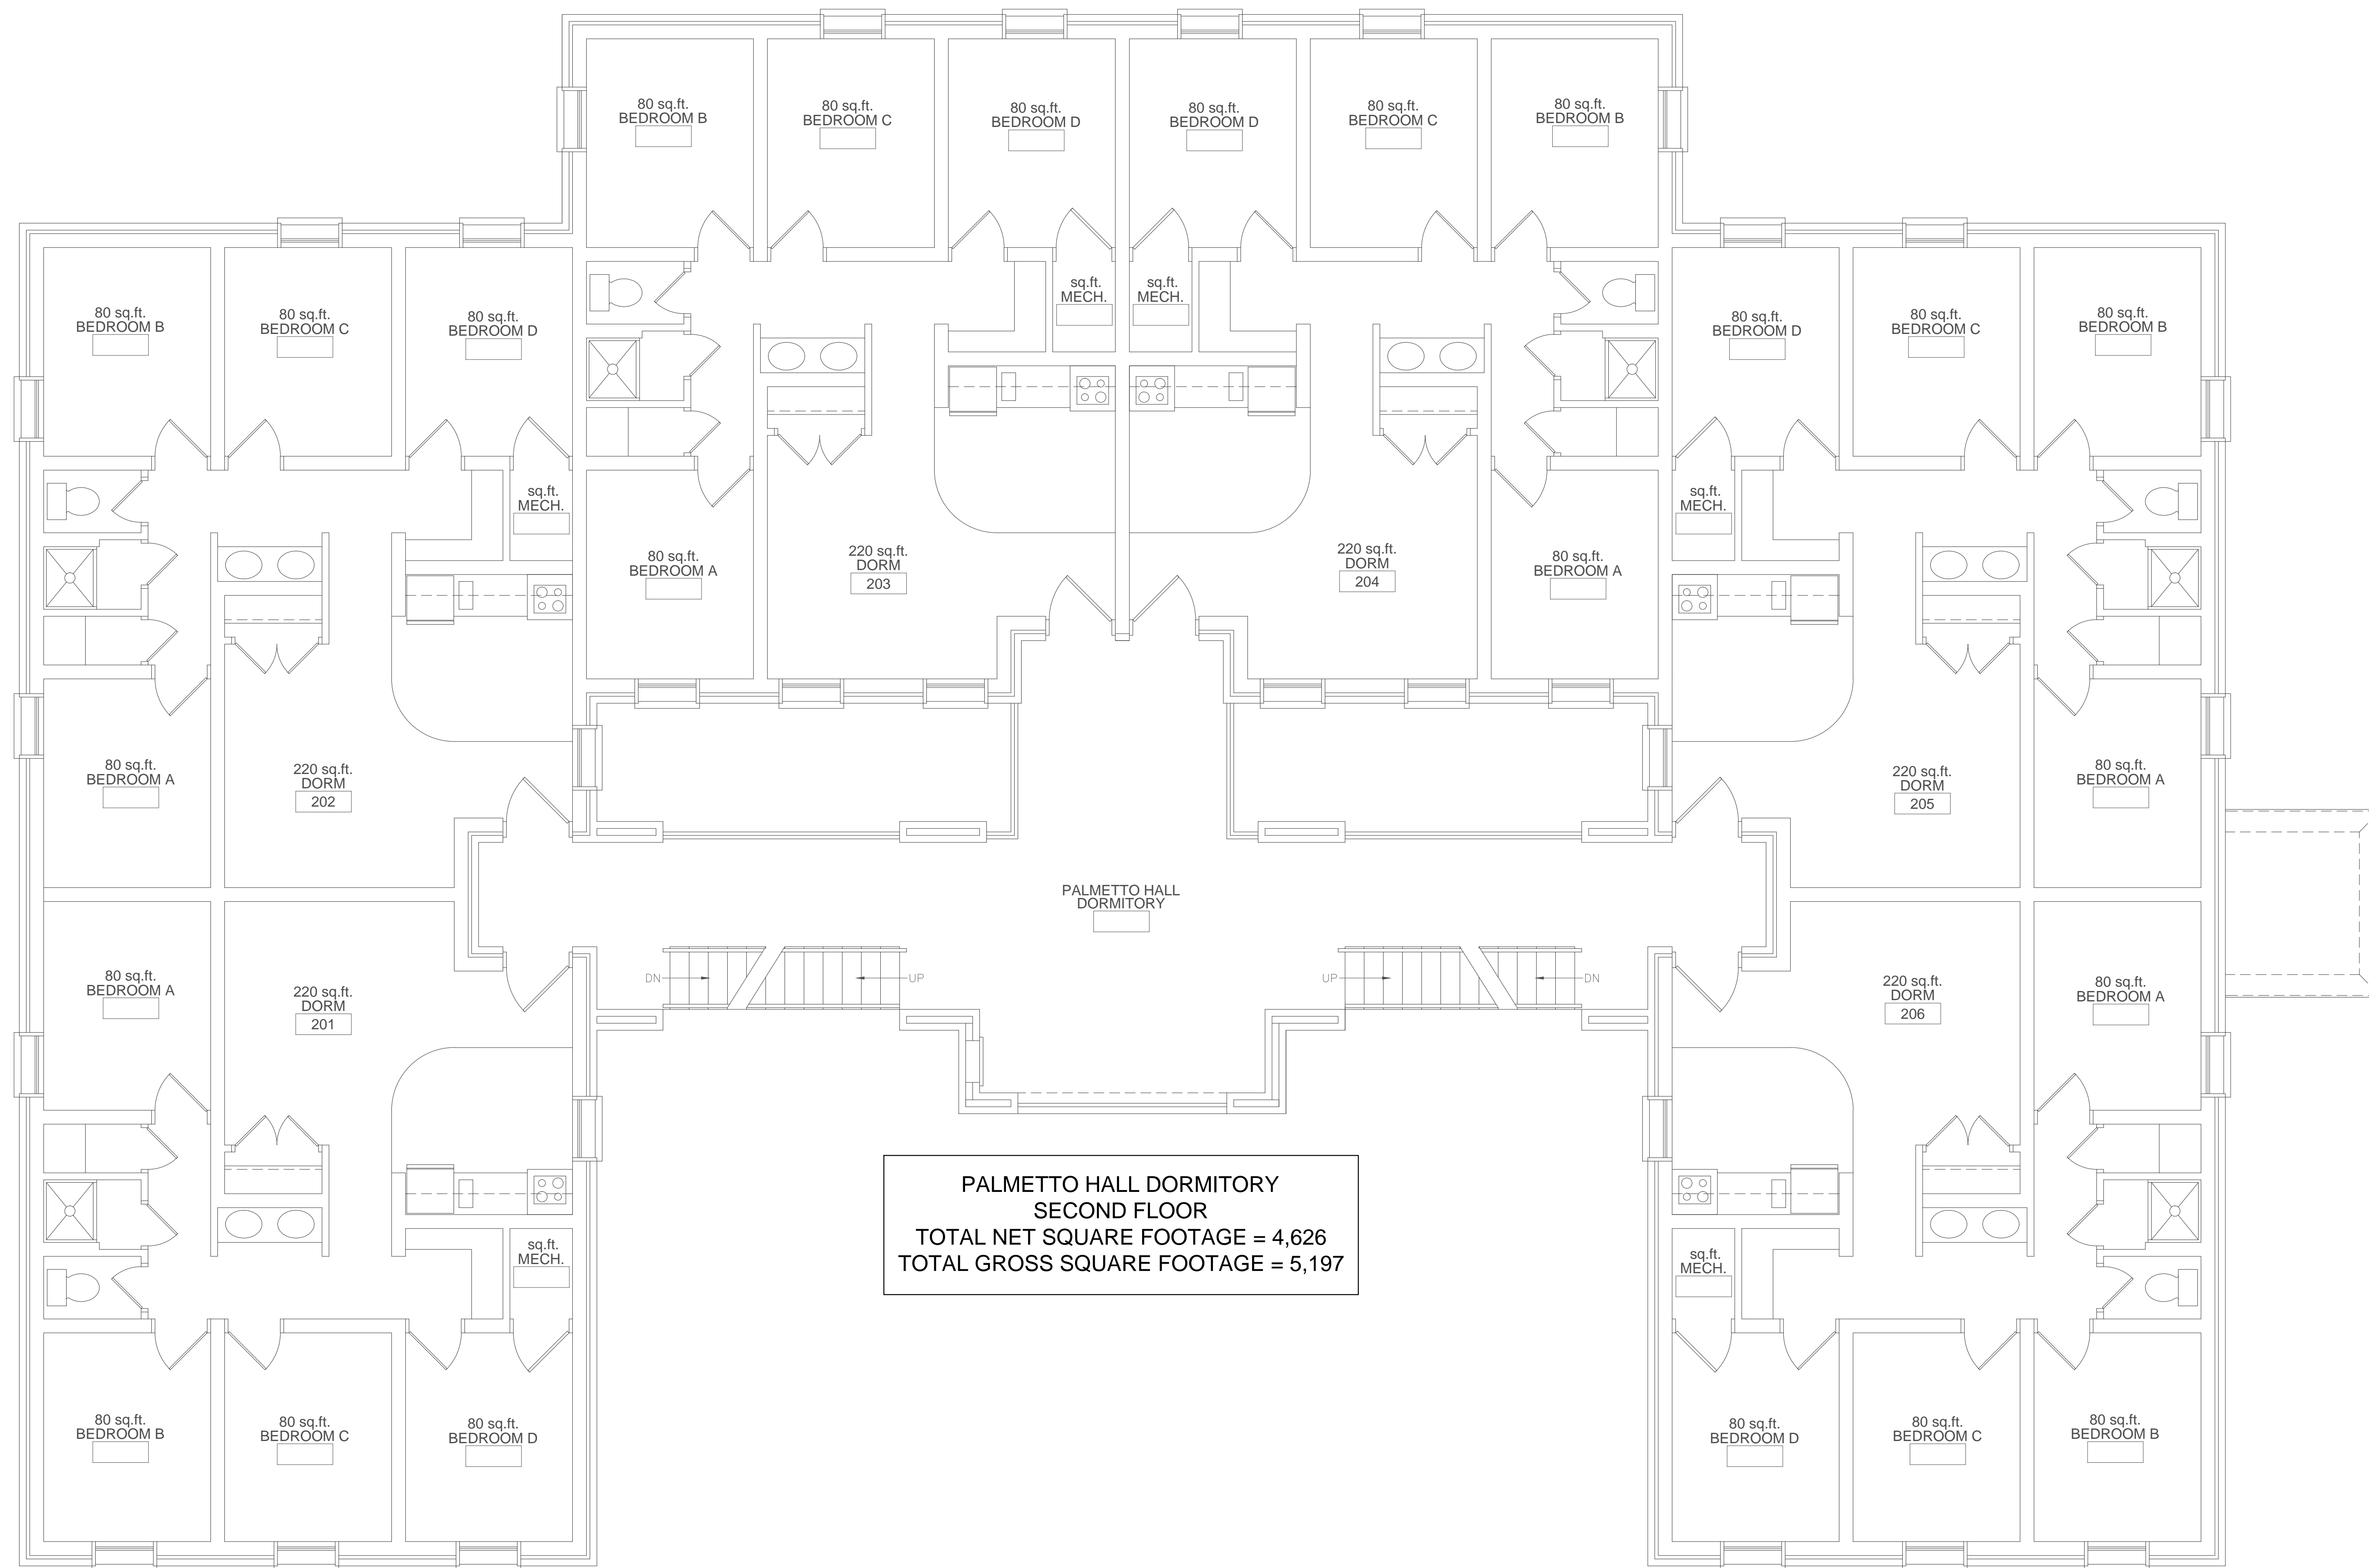 80 sq.ft.
BEDROOM B
80 sq.ft.
BEDROOM C
80 sq.ft.
BEDROOM D
80 sq.ft.
BEDROOM D
80 sq.ft.
BEDROOM C
80 sq.ft.
BEDROOM B
sq.ft.
MECH.
sq.ft.
MECH.
80 sq.ft.
BEDROOM B
80 sq.ft.
BEDROOM C
80 sq.ft.
BEDROOM D
80 sq.ft.
BEDROOM D
80 sq.ft.
BEDROOM C
80 sq.ft.
BEDROOM B
sq.ft.
MECH.
sq.ft.
MECH.
80 sq.ft.
BEDROOM A
220 sq.ft.
DORM
203
220 sq.ft.
DORM
204
80 sq.ft.
BEDROOM A
80 sq.ft.
BEDROOM A
220 sq.ft.
DORM
202
220 sq.ft.
DORM
205
80 sq.ft.
BEDROOM A
PALMETTO HALL
DORMITORY
80 sq.ft.
BEDROOM A
220 sq.ft.
DORM
201
DN
UP
UP
DN
220 sq.ft.
DORM
206
80 sq.ft.
BEDROOM A
PALMETTO HALL DORMITORY
SECOND FLOOR
TOTAL NET SQUARE FOOTAGE = 4,626
TOTAL GROSS SQUARE FOOTAGE = 5,197
sq.ft.
MECH.
sq.ft.
MECH.
80 sq.ft.
BEDROOM B
80 sq.ft.
BEDROOM C
80 sq.ft.
BEDROOM D
80 sq.ft.
BEDROOM D
80 sq.ft.
BEDROOM C
80 sq.ft.
BEDROOM B